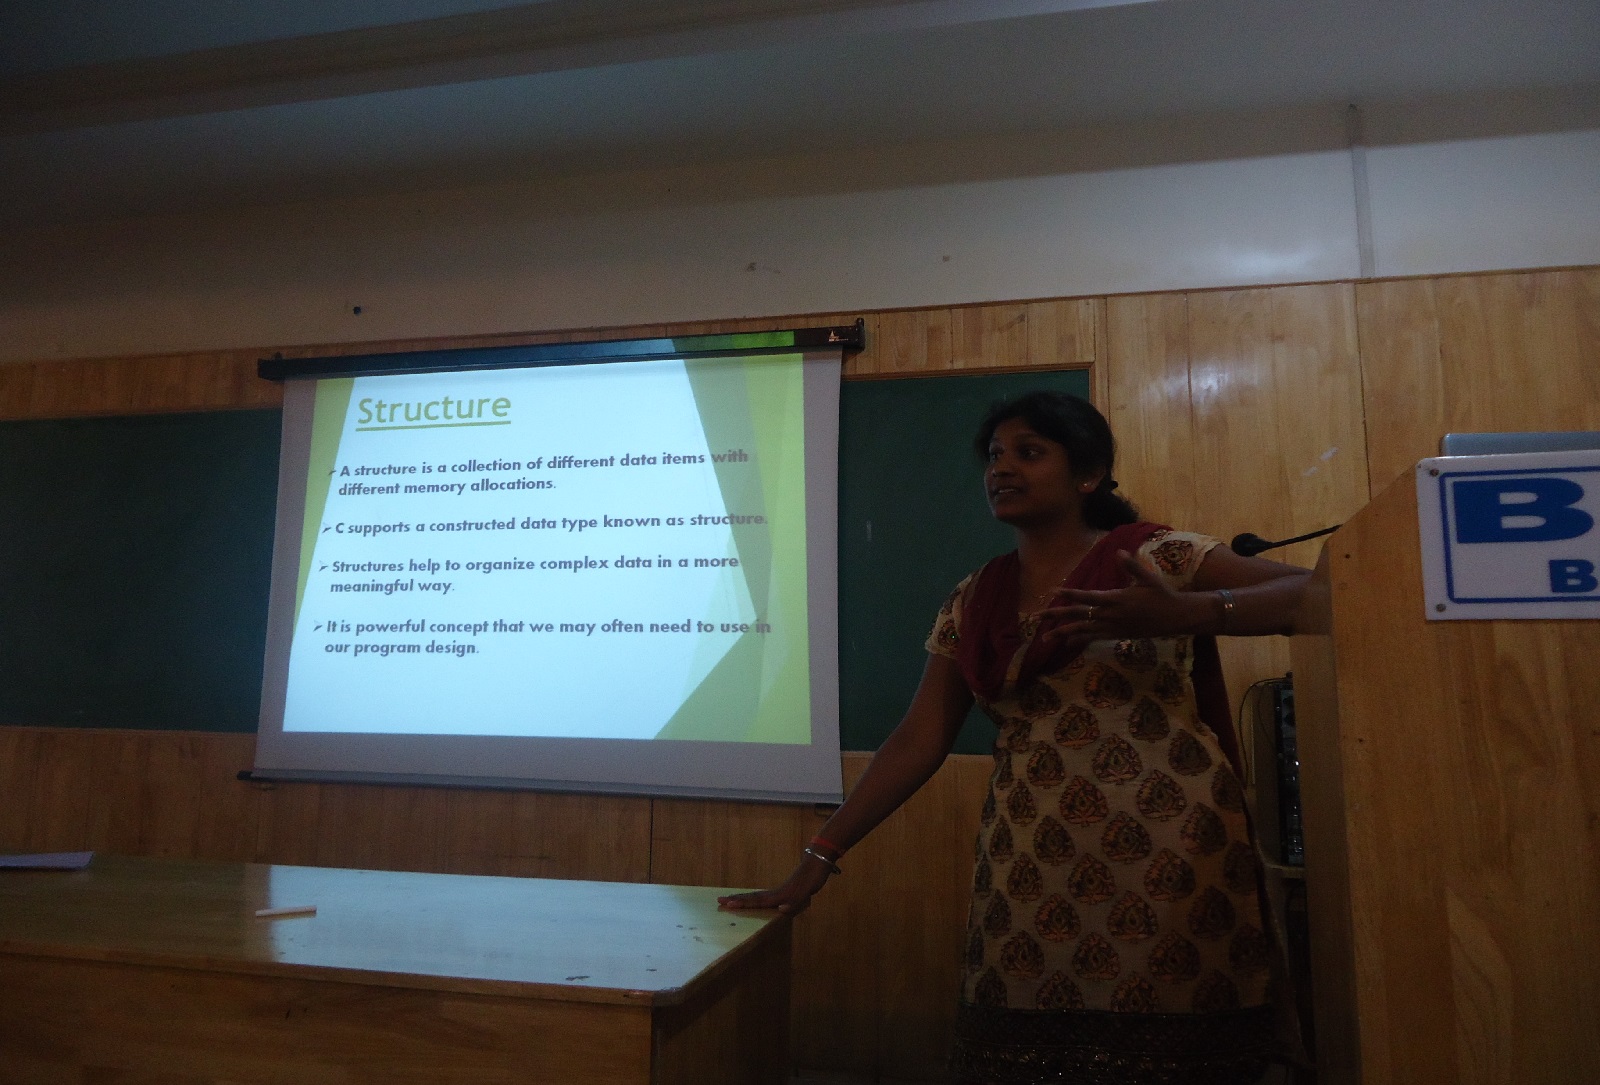 Structure
➢ A structure is a collection of different data items with
different memory allocations.
➢ C supports a constructed data type known as structure.
➢ Structures help to organize complex data in a more
meaningful way.
➢ It is powerful concept that we may often need to use in
our program design.
B
B